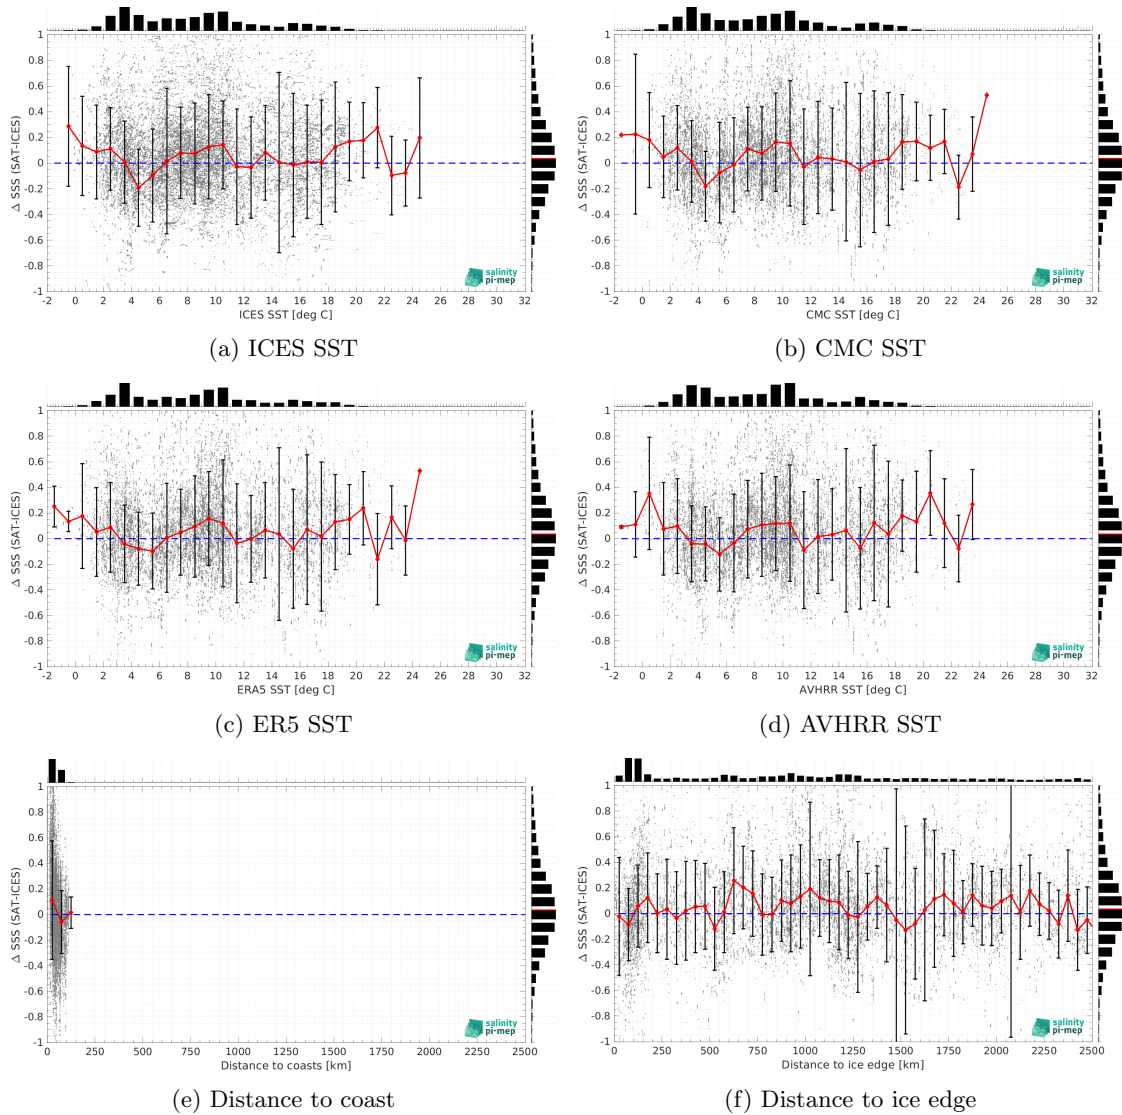 1
0.8
0.6
0.4
0.2
0
-0.2
-0.4
-0.6
-0.8
-1
Δ SSS (SAT-ICES)
salinity
pi-mep
-2 0 2 4 6 8 10 12 14 16 18 20 22 24 26 28 30 32
ICES SST [deg C]
(a) ICES SST
1
0.8
0.6
0.4
0.2
0
-0.2
-0.4
-0.6
-0.8
-1
Δ SSS (SAT-ICES)
salinity
pi-mep
-2 0 2 4 6 8 10 12 14 16 18 20 22 24 26 28 30 32
CMC SST [deg C]
(b) CMC SST
1
0.8
0.6
0.4
0.2
0
-0.2
-0.4
-0.6
-0.8
-1
Δ SSS (SAT-ICES)
salinity
pi-mep
-2 0 2 4 6 8 10 12 14 16 18 20 22 24 26 28 30 32
ERA5 SST [deg C]
(c) ER5 SST
1
0.8
0.6
0.4
0.2
0
-0.2
-0.4
-0.6
-0.8
-1
Δ SSS (SAT-ICES)
salinity
pi-mep
-2 0 2 4 6 8 10 12 14 16 18 20 22 24 26 28 30 32
AVHRR SST [deg C]
(d) AVHRR SST
1
0.8
0.6
0.4
0.2
0
-0.2
-0.4
-0.6
-0.8
-1
Δ SSS (SAT-ICES)
salinity
pi-mep
0 250 500 750 1000 1250 1500 1750 2000 2250 2500
Distance to coasts [km]
(e) Distance to coast
1
0.8
0.6
0.4
0.2
0
-0.2
-0.4
-0.6
-0.8
-1
Δ SSS (SAT-ICES)
salinity
pi-mep
0 250 500 750 1000 1250 1500 1750 2000 2250 2500
Distance to ice edge [km]
(f) Distance to ice edge